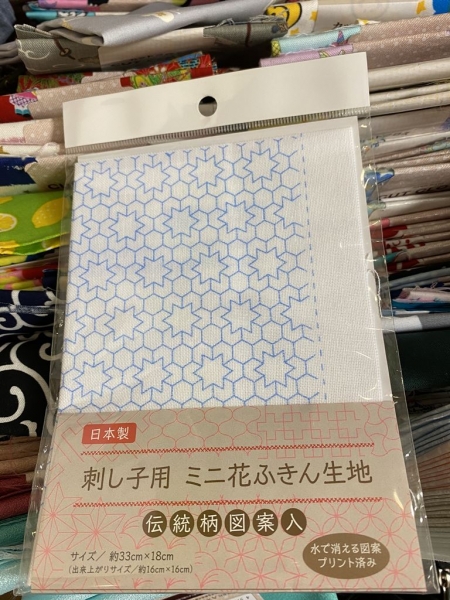 日本製
刺し子用 ミニ花ふきん生地
伝統柄図案入
サイズ／約33cm×18cm
(出来上がりサイズ／約16cm×16cm)
水で消える図案
プリント済み